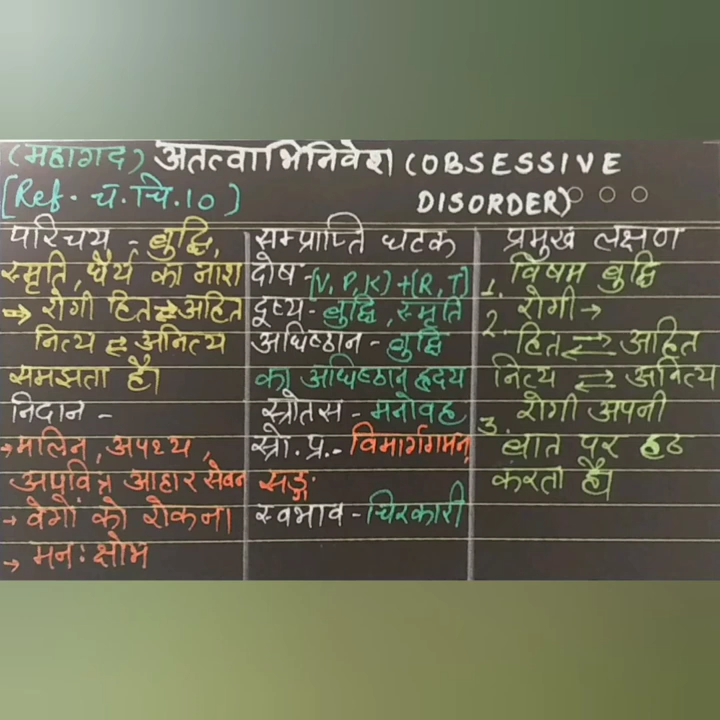 (महागद) अतत्वाभिनिवेश (OBSESSIVE
[Ref. च.चि.10) DISORDER)
परिचय - बुद्धि,
स्मृति, धैर्य का नाश
⇒ रोगी हित ⇄ अहित
नित्य ⇄ अनित्य
समझता है।
निदान -
→ मलिन, अपथ्य,
अपवित्र आहार सेवन
→ वेगों को रोकना
→ मनः क्षोभ
सम्प्राप्ति घटक
दोष- (V, P, K) + (R, T)
दूष्य- बुद्धि, स्मृति
अधिष्ठान - बुद्धि
का अधिष्ठान हृदय
स्रोतस - मनोवह
स्रो. प्र. - विमार्गगमन,
सङ्ग
स्वभाव - चिरकारी
प्रमुख लक्षण
1. विषम बुद्धि
2. रोगी →
हित ⇄ अहित
नित्य ⇄ अनित्य
3. रोगी अपनी
बात पर हठ
करता है।